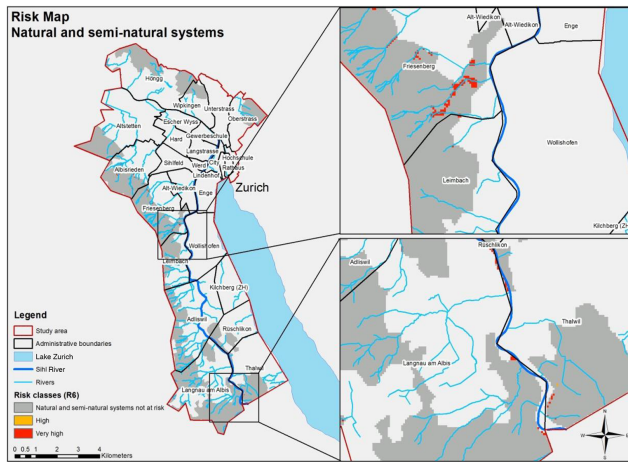 Risk Map
Natural and semi-natural systems
Höngg
Wipkingen
Unterstrass
Oberstrass
Escher Wyss
Altstetten
Hard
Gewerbeschule
Langstrasse
Hochschule
Sihlfeld
Werd
City
Rathaus
Albisrieden
Lindenhof
Alt-Wiedikon
Enge
Zurich
Friesenberg
Wollishofen
Leimbach
Kilchberg (ZH)
Adliswil
Rüschlikon
Thalwil
Langnau am Albis
Legend
Study area
Administrative boundaries
Lake Zurich
Sihl River
Rivers
Risk classes (R6)
Natural and semi-natural systems not at risk
High
Very high
0 0.5 1 2 3 4
Kilometers
Alt-Wiedikon
Alt-Wiedikon
Enge
Friesenberg
Wollishofen
Leimbach
Kilchberg (ZH)
Rüschlikon
Adliswil
Thalwil
Langnau am Albis
N
W
E
S